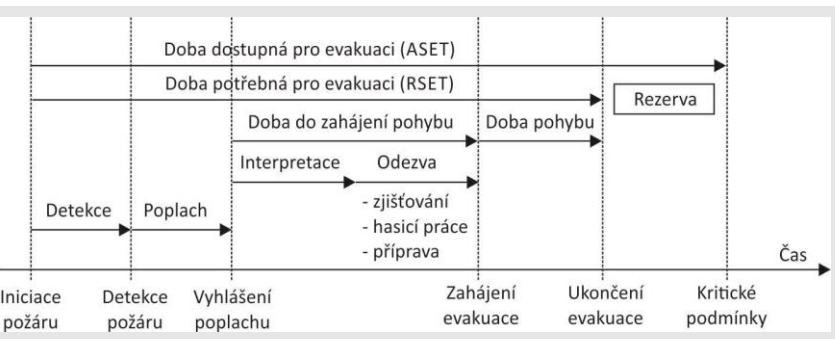 Doba dostupná pro evakuaci (ASET)
Doba potřebná pro evakuaci (RSET)
Rezerva
Doba do zahájení pohybu
Doba pohybu
Interpretace
Odezva
- zjišťování
- hasicí práce
- příprava
Detekce
Poplach
Čas
Iniciace
požáru
Detekce
požáru
Vyhlášení
poplachu
Zahájení
evakuace
Ukončení
evakuace
Kritické
podmínky